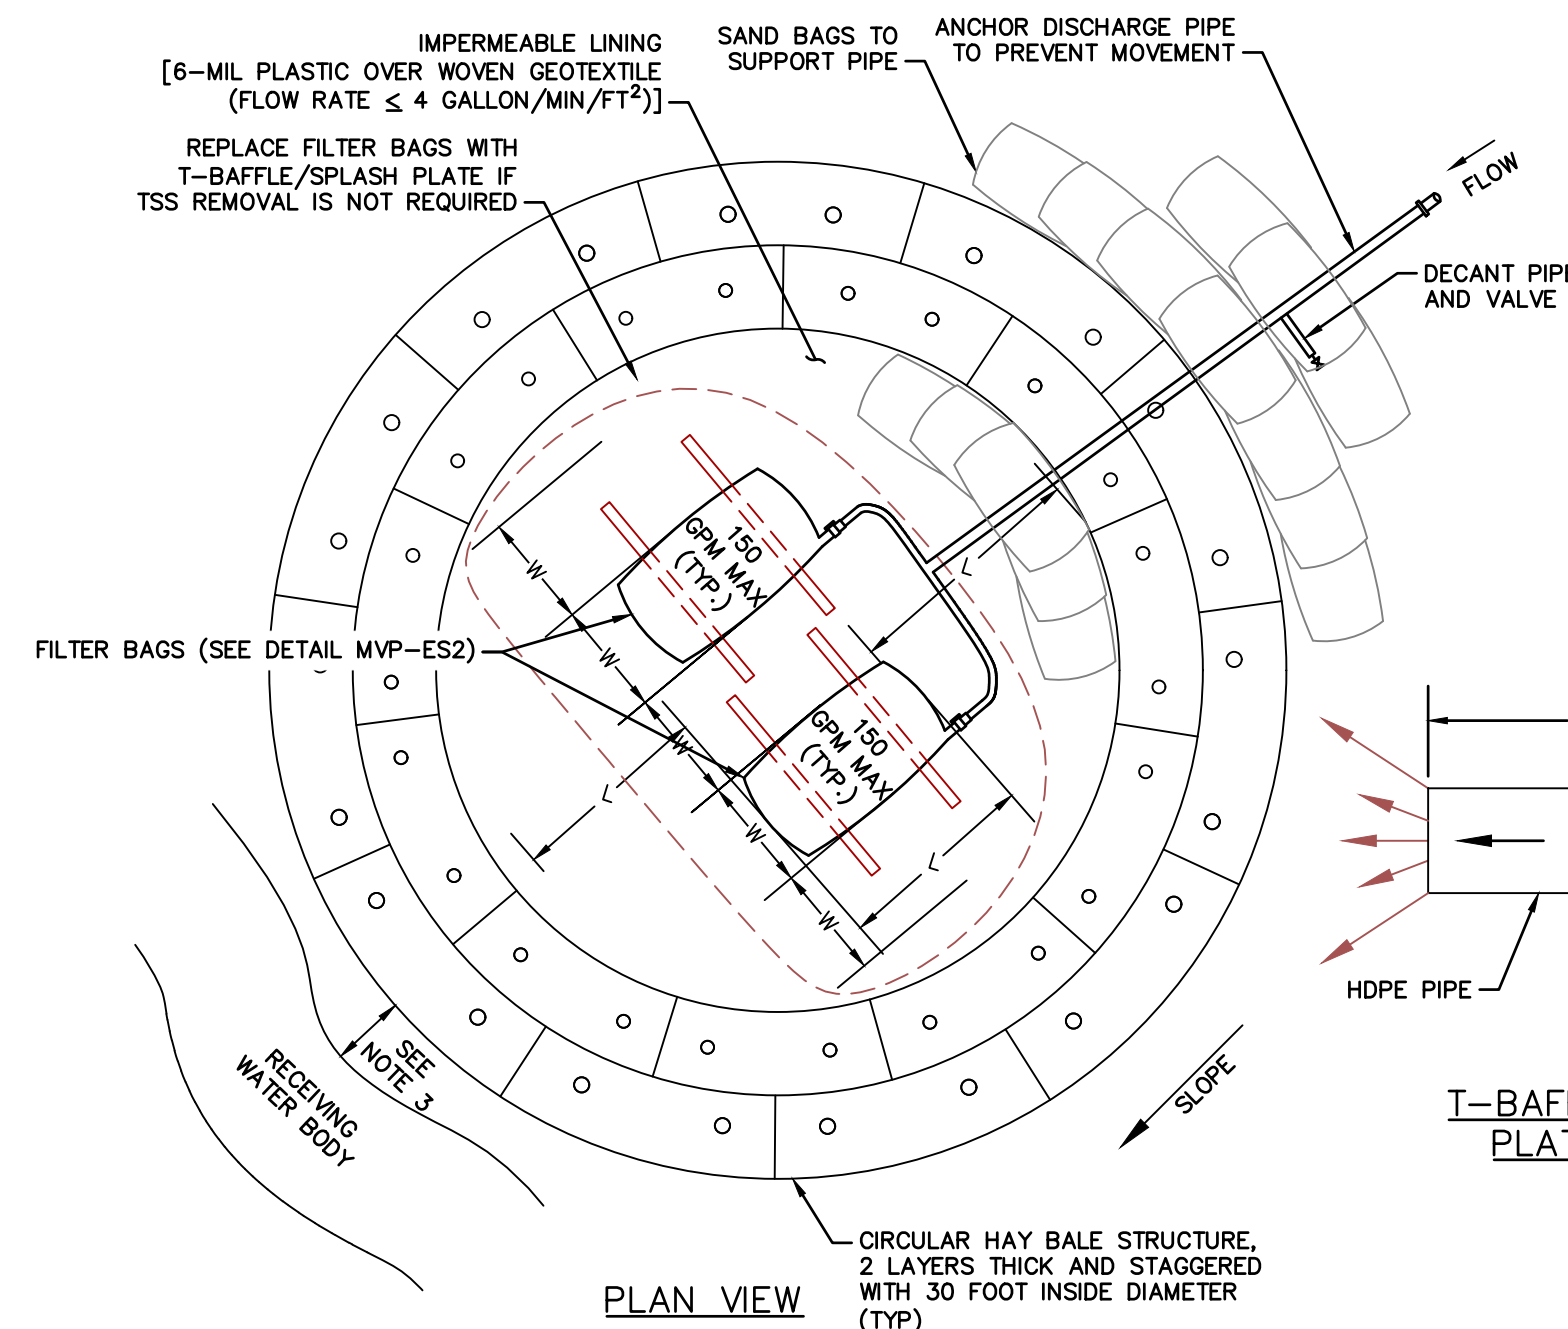 IMPERMEABLE LINING
[6-MIL PLASTIC OVER WOVEN GEOTEXTILE
(FLOW RATE ≤ 4 GALLON/MIN/FT²)]
SAND BAGS TO
SUPPORT PIPE
ANCHOR DISCHARGE PIPE
TO PREVENT MOVEMENT
REPLACE FILTER BAGS WITH
T-BAFFLE/SPLASH PLATE IF
TSS REMOVAL IS NOT REQUIRED
FLOW
DECANT PIPE
AND VALVE
150
GPM MAX
(TYP.)
W
W
W
W
W
L
L
L
FILTER BAGS (SEE DETAIL MVP-ES2)
150
GPM MAX
(TYP.)
HDPE PIPE
SEE
NOTE 3
RECEIVING
WATER BODY
SLOPE
T-BAF
PLAT
CIRCULAR HAY BALE STRUCTURE,
2 LAYERS THICK AND STAGGERED
WITH 30 FOOT INSIDE DIAMETER
(TYP)
PLAN VIEW